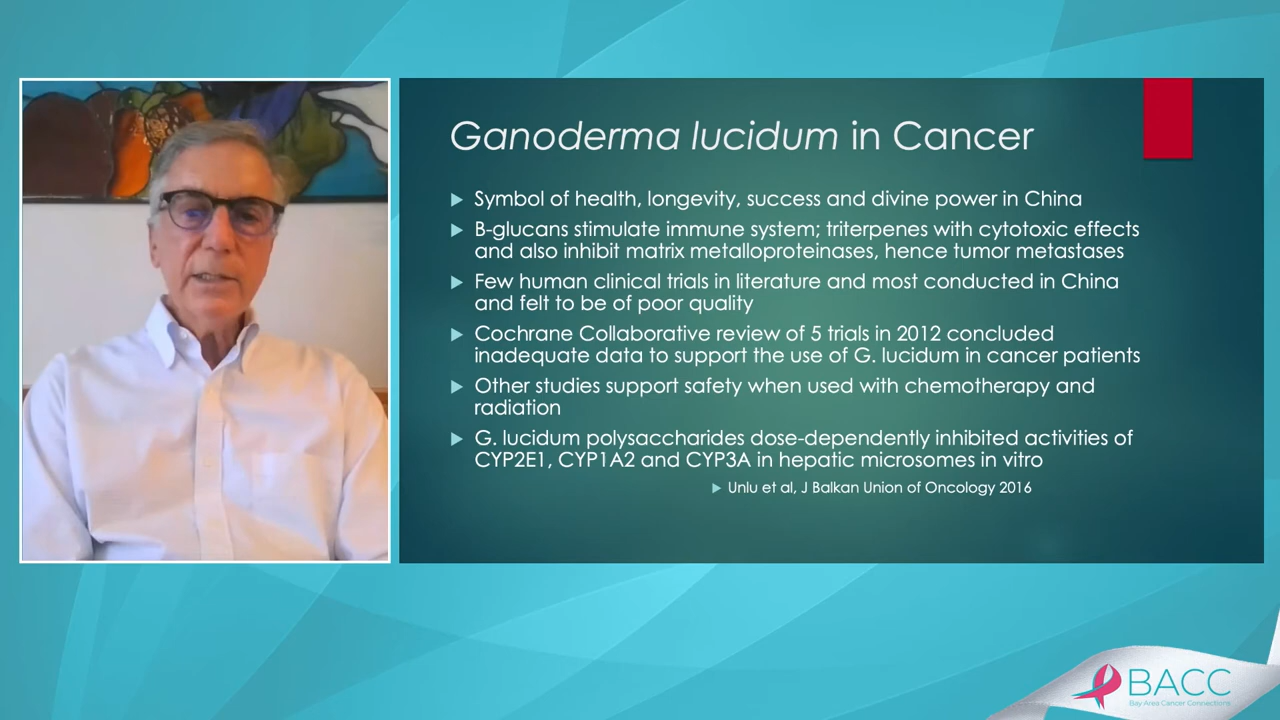 Ganoderma lucidum in Cancer
Symbol of health, longevity, success and divine power in China
B-glucans stimulate immune system; triterpenes with cytotoxic effects
and also inhibit matrix metalloproteinases, hence tumor metastases
Few human clinical trials in literature and most conducted in China
and felt to be of poor quality
Cochrane Collaborative review of 5 trials in 2012 concluded
inadequate data to support the use of G. lucidum in cancer patients
Other studies support safety when used with chemotherapy and
radiation
G. lucidum polysaccharides dose-dependently inhibited activities of
CYP2E1, CYP1A2 and CYP3A in hepatic microsomes in vitro
Unlu et al, J Balkan Union of Oncology 2016
BACC
Bay Area Cancer Connections